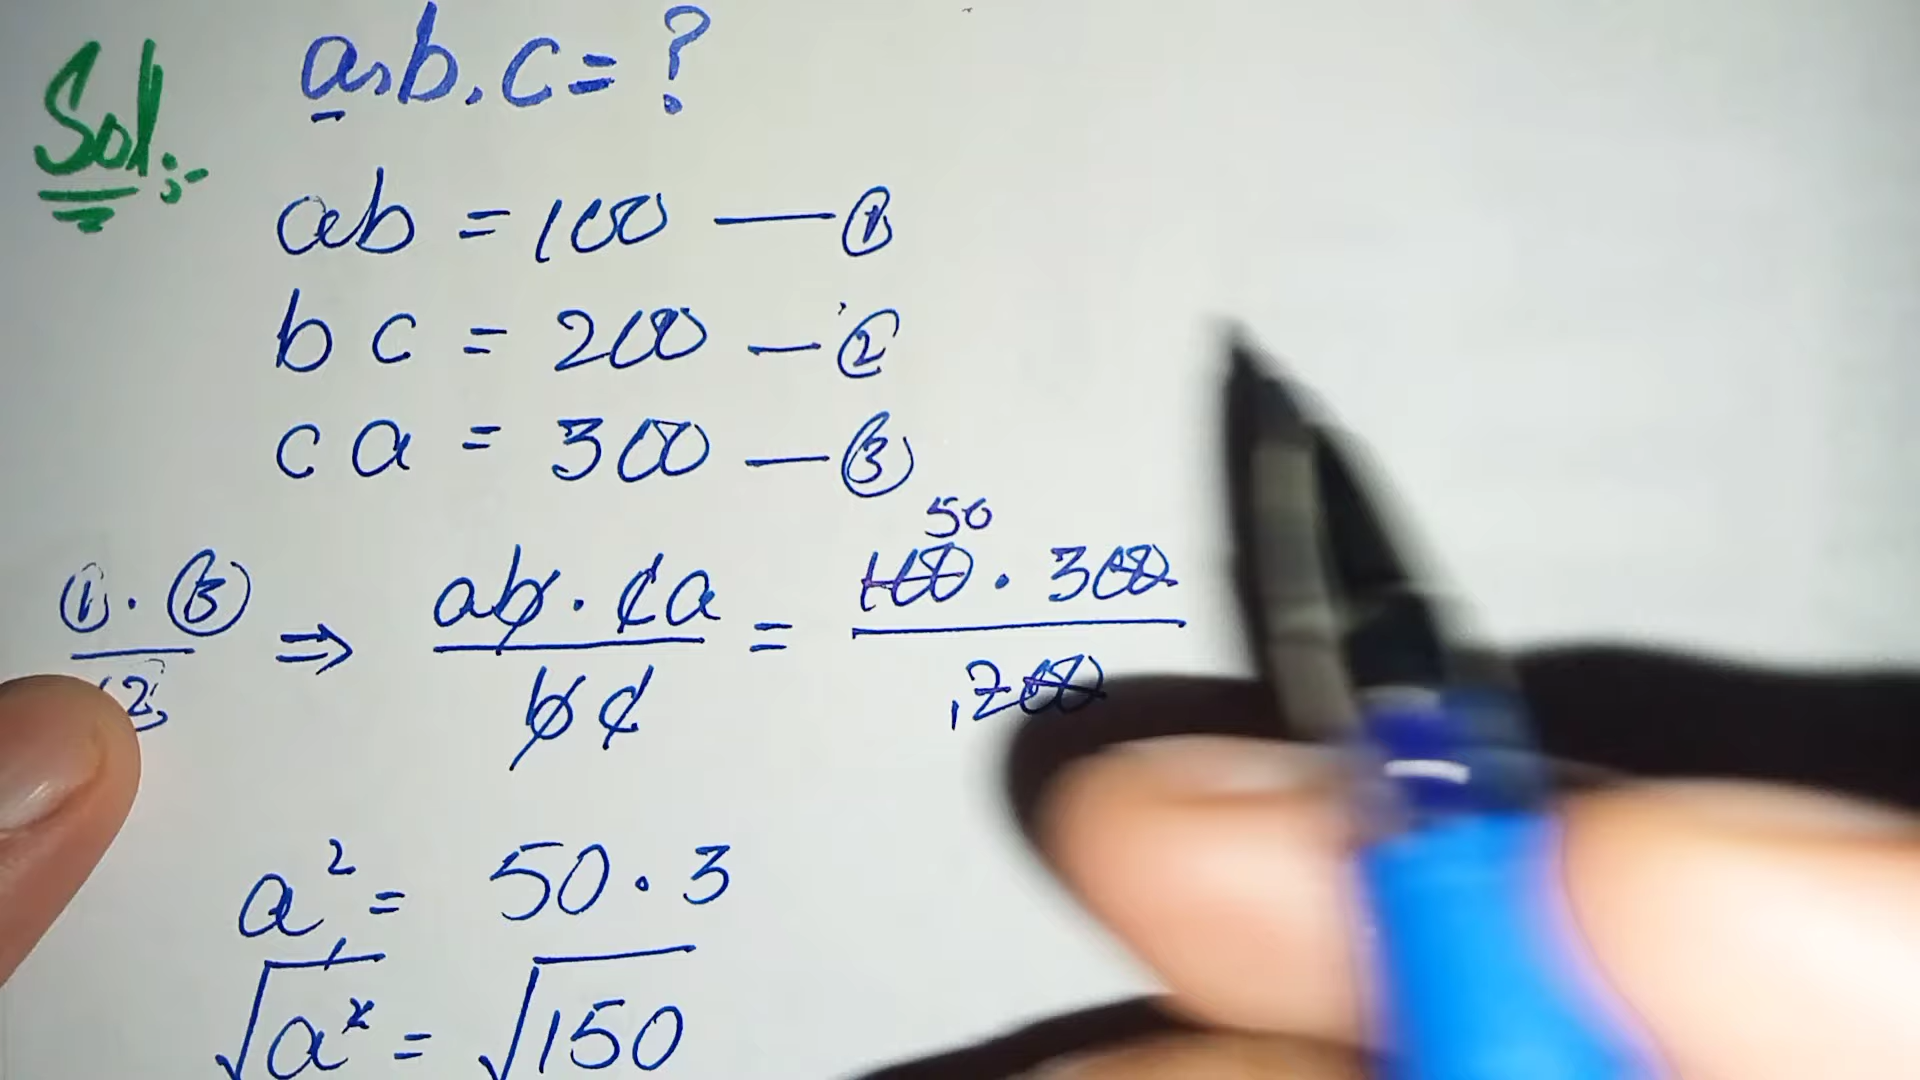 a,b,c=?
Sol:-
ab = 100 — ①
bc = 200 — ②
ca = 300 — ③
①·③/② ⇒ ab·ca/bc = 100·300/200
50
1
a² = 50·3
√a² = √150